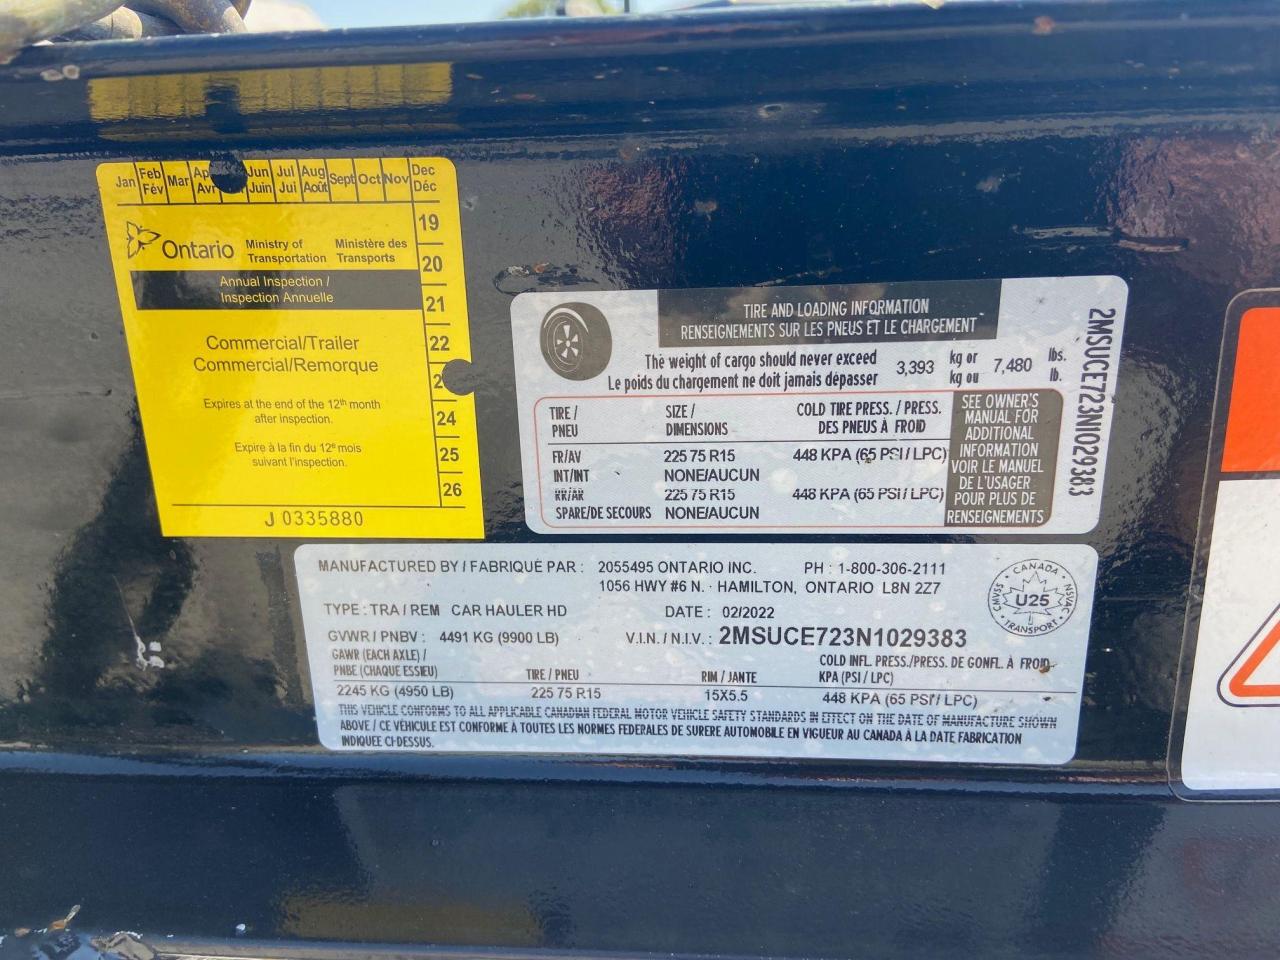 Jan Feb Fév Mar Apr Avr Jun Juin Jul Jui Aug Août Sept Oct Nov Dec Déc
19
20
21
22
24
25
26
Ontario
Ministry of Transportation
Ministère des Transports
Annual Inspection /
Inspection Annuelle
Commercial/Trailer
Commercial/Remorque
Expires at the end of the 12th month
after inspection.
Expire à la fin du 12e mois
suivant l'inspection.
J 0335880
TIRE AND LOADING INFORMATION
RENSEIGNEMENTS SUR LES PNEUS ET LE CHARGEMENT
The weight of cargo should never exceed 3,393 kg or 7,480 lbs.
Le poids du chargement ne doit jamais dépasser kg ou lb.
TIRE / PNEU SIZE / DIMENSIONS COLD TIRE PRESS. / PRESS. DES PNEUS À FROID
FR/AV 225 75 R15 448 KPA (65 PSI / LPC)
INT/INT NONE/AUCUN
RR/AR 225 75 R15 448 KPA (65 PSI / LPC)
SPARE/DE SECOURS NONE/AUCUN
SEE OWNER'S
MANUAL FOR
ADDITIONAL
INFORMATION
VOIR LE MANUEL
DE L'USAGER
POUR PLUS DE
RENSEIGNEMENTS
2MSUCE723N1029383
MANUFACTURED BY / FABRIQUÉ PAR : 2055495 ONTARIO INC. PH : 1-800-306-2111
1056 HWY #6 N. - HAMILTON, ONTARIO L8N 2Z7
TYPE : TRA / REM CAR HAULER HD DATE : 02/2022
GVWR / PNBV : 4491 KG (9900 LB) V.I.N. / N.I.V. : 2MSUCE723N1029383
GAWR (EACH AXLE) /
PNBE (CHAQUE ESSIEU) TIRE / PNEU RIM / JANTE COLD INFL. PRESS./PRESS. DE GONFL. À FROID KPA (PSI / LPC)
2245 KG (4950 LB) 225 75 R15 15X5.5 448 KPA (65 PSI / LPC)
THIS VEHICLE CONFORMS TO ALL APPLICABLE CANADIAN FEDERAL MOTOR VEHICLE SAFETY STANDARDS IN EFFECT ON THE DATE OF MANUFACTURE SHOWN
ABOVE / CE VÉHICULE EST CONFORME À TOUTES LES NORMES FEDERALES DE SURERE AUTOMOBILE EN VIGUEUR AU CANADA À LA DATE FABRICATION
INDIQUEE CI-DESSUS.
CANADA
CMVSS
U25
NSVAC
TRANSPORT